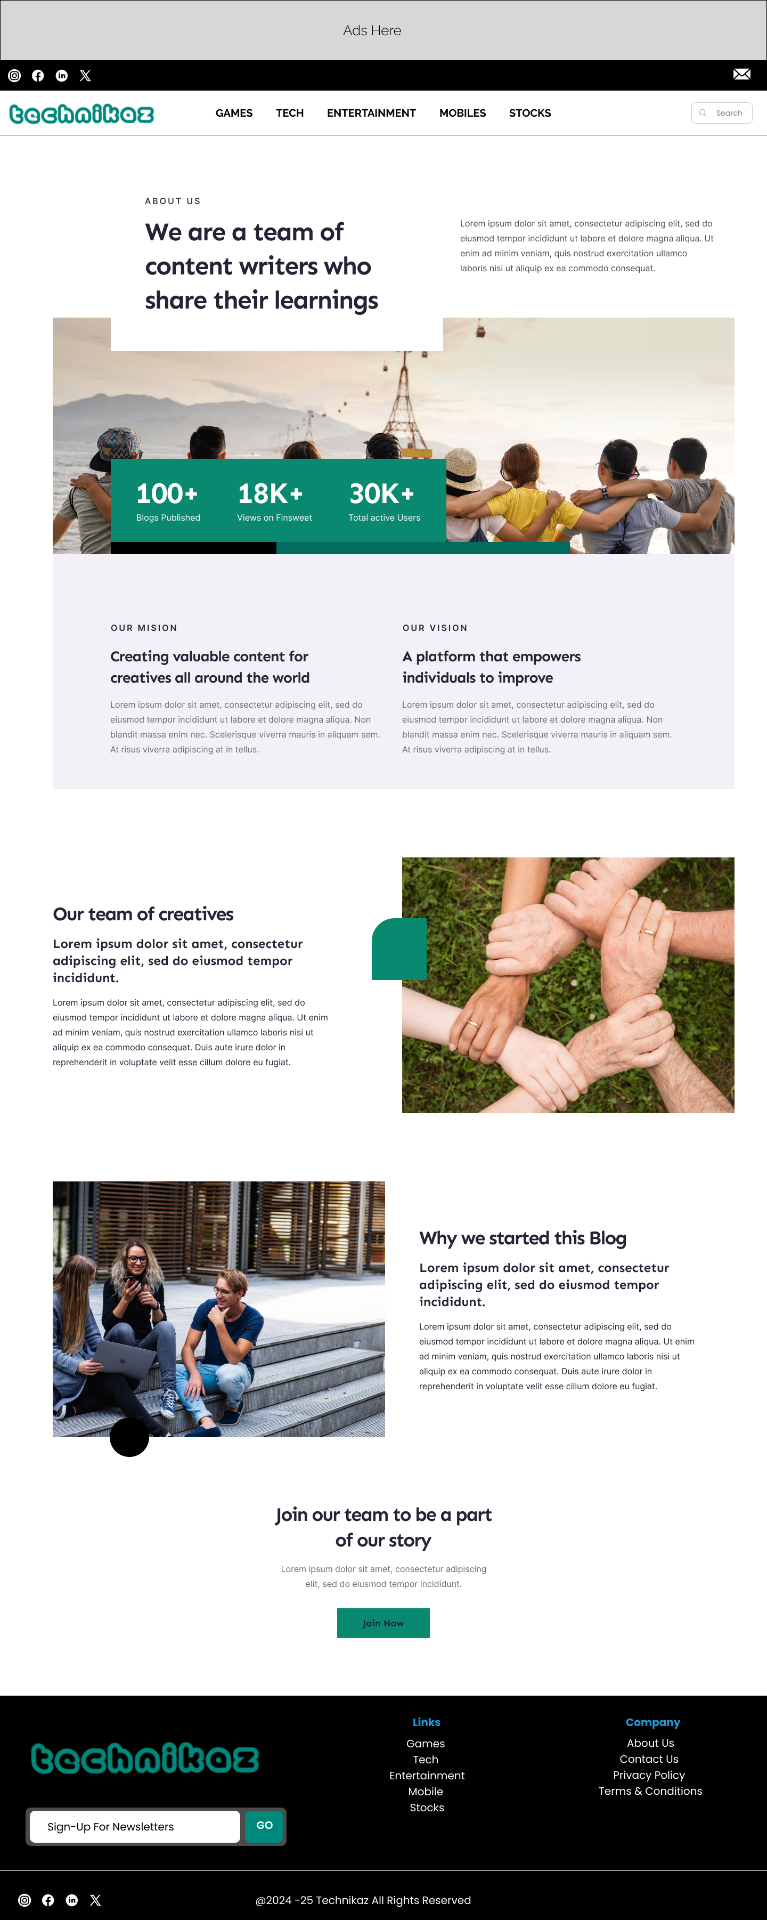 Ads Here
technikaz
GAMES TECH ENTERTAINMENT MOBILES STOCKS
Search
ABOUT US
We are a team of
content writers who
share their learnings
Lorem ipsum dolor sit amet, consectetur adipiscing elit, sed do
eiusmod tempor incididunt ut labore et dolore magna aliqua. Ut
enim ad minim veniam, quis nostrud exercitation ullamco
laboris nisi ut aliquip ex ea commodo consequat.
100+ 18K+ 30K+
Blogs Published Views on Finsweet Total active Users
OUR MISION
Creating valuable content for
creatives all around the world
Lorem ipsum dolor sit amet, consectetur adipiscing elit, sed do
eiusmod tempor incididunt ut labore et dolore magna aliqua. Non
blandit massa enim nec. Scelerisque viverra mauris in aliquam sem.
At risus viverra adipiscing at in tellus.
OUR VISION
A platform that empowers
individuals to improve
Lorem ipsum dolor sit amet, consectetur adipiscing elit, sed do
eiusmod tempor incididunt ut labore et dolore magna aliqua. Non
blandit massa enim nec. Scelerisque viverra mauris in aliquam sem.
At risus viverra adipiscing at in tellus.
Our team of creatives
Lorem ipsum dolor sit amet, consectetur
adipiscing elit, sed do eiusmod tempor
incididunt.
Lorem ipsum dolor sit amet, consectetur adipiscing elit, sed do
eiusmod tempor incididunt ut labore et dolore magna aliqua. Ut enim
ad minim veniam, quis nostrud exercitation ullamco laboris nisi ut
aliquip ex ea commodo consequat. Duis aute irure dolor in
reprehenderit in voluptate velit esse cillum dolore eu fugiat.
Why we started this Blog
Lorem ipsum dolor sit amet, consectetur
adipiscing elit, sed do eiusmod tempor
incididunt.
Lorem ipsum dolor sit amet, consectetur adipiscing elit, sed do
eiusmod tempor incididunt ut labore et dolore magna aliqua. Ut enim
ad minim veniam, quis nostrud exercitation ullamco laboris nisi ut
aliquip ex ea commodo consequat. Duis aute irure dolor in
reprehenderit in voluptate velit esse cillum dolore eu fugiat.
Join our team to be a part
of our story
Lorem ipsum dolor sit amet, consectetur adipiscing
elit, sed do eiusmod tempor incididunt.
Join Now
technikaz
Sign-Up For Newsletters GO
Links
Games
Tech
Entertainment
Mobile
Stocks
Company
About Us
Contact Us
Privacy Policy
Terms & Conditions
@2024 -25 Technikaz All Rights Reserved